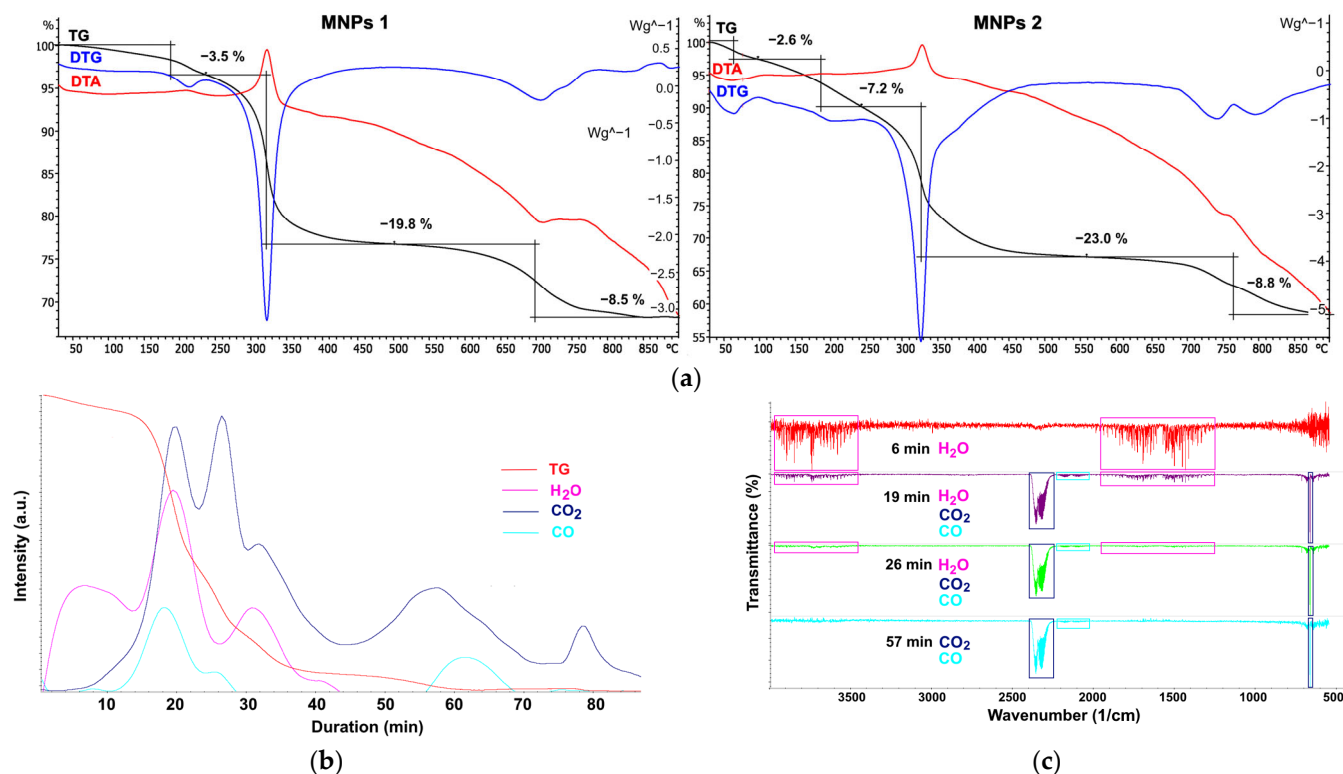 MNPs 1
%
TG
100
DTG
DTA
95
90
85
80
75
70
−3.5 %
−19.8 %
−8.5 %
Wg^−1
0.5
0.0
−0.5
Wg^−1
−1.0
−1.5
−2.0
−2.5
−3.0
50 100 150 200 250 300 350 400 450 500 550 600 650 700 750 800 850 ºC
MNPs 2
%
TG
100
95
DTA
90
DTG
85
80
75
70
65
60
55
−2.6 %
−7.2 %
−23.0 %
−8.8 %
Wg^−1
0
−1
−2
−3
−4
−5
50 100 150 200 250 300 350 400 450 500 550 600 650 700 750 800 850 ºC
(a)
Intensity (a.u.)
TG
H₂O
CO₂
CO
10 20 30 40 50 60 70 80
Duration (min)
(b)
Transmittance (%)
6 min H₂O
19 min H₂O
CO₂
CO
26 min H₂O
CO₂
CO
57 min CO₂
CO
3500 3000 2500 2000 1500 1000 500
Wavenumber (1/cm)
(c)